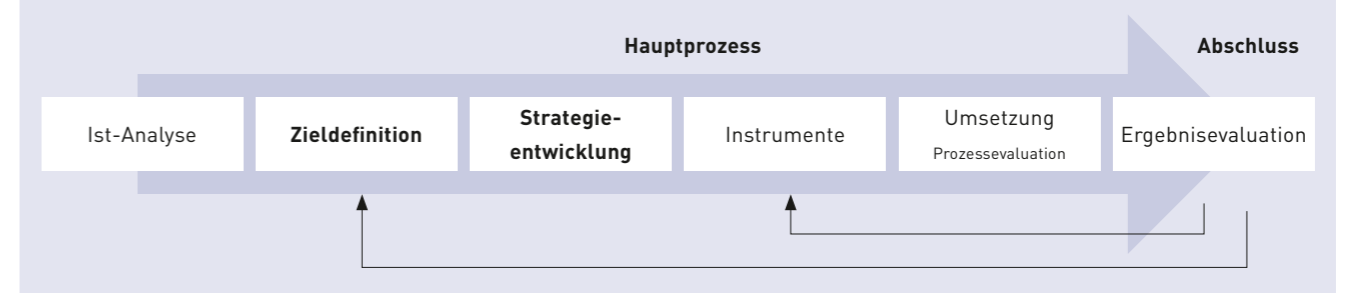 Hauptprozess
Abschluss
Ist-Analyse
Zieldefinition
Strategie-
entwicklung
Instrumente
Umsetzung
Prozessevaluation
Ergebnisevaluation